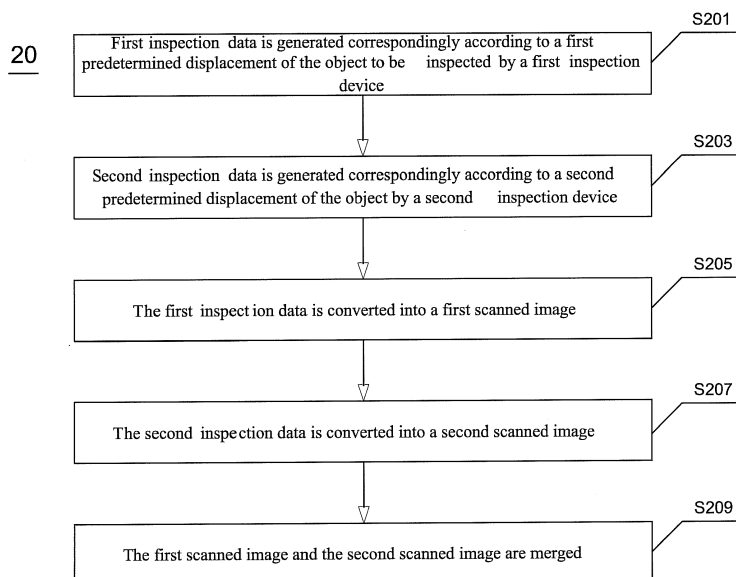 S201
20
First inspection data is generated correspondingly according to a first
predetermined displacement of the object to be inspected by a first inspection
device
S203
Second inspection data is generated correspondingly according to a second
predetermined displacement of the object by a second inspection device
S205
The first inspection data is converted into a first scanned image
S207
The second inspection data is converted into a second scanned image
S209
The first scanned image and the second scanned image are merged